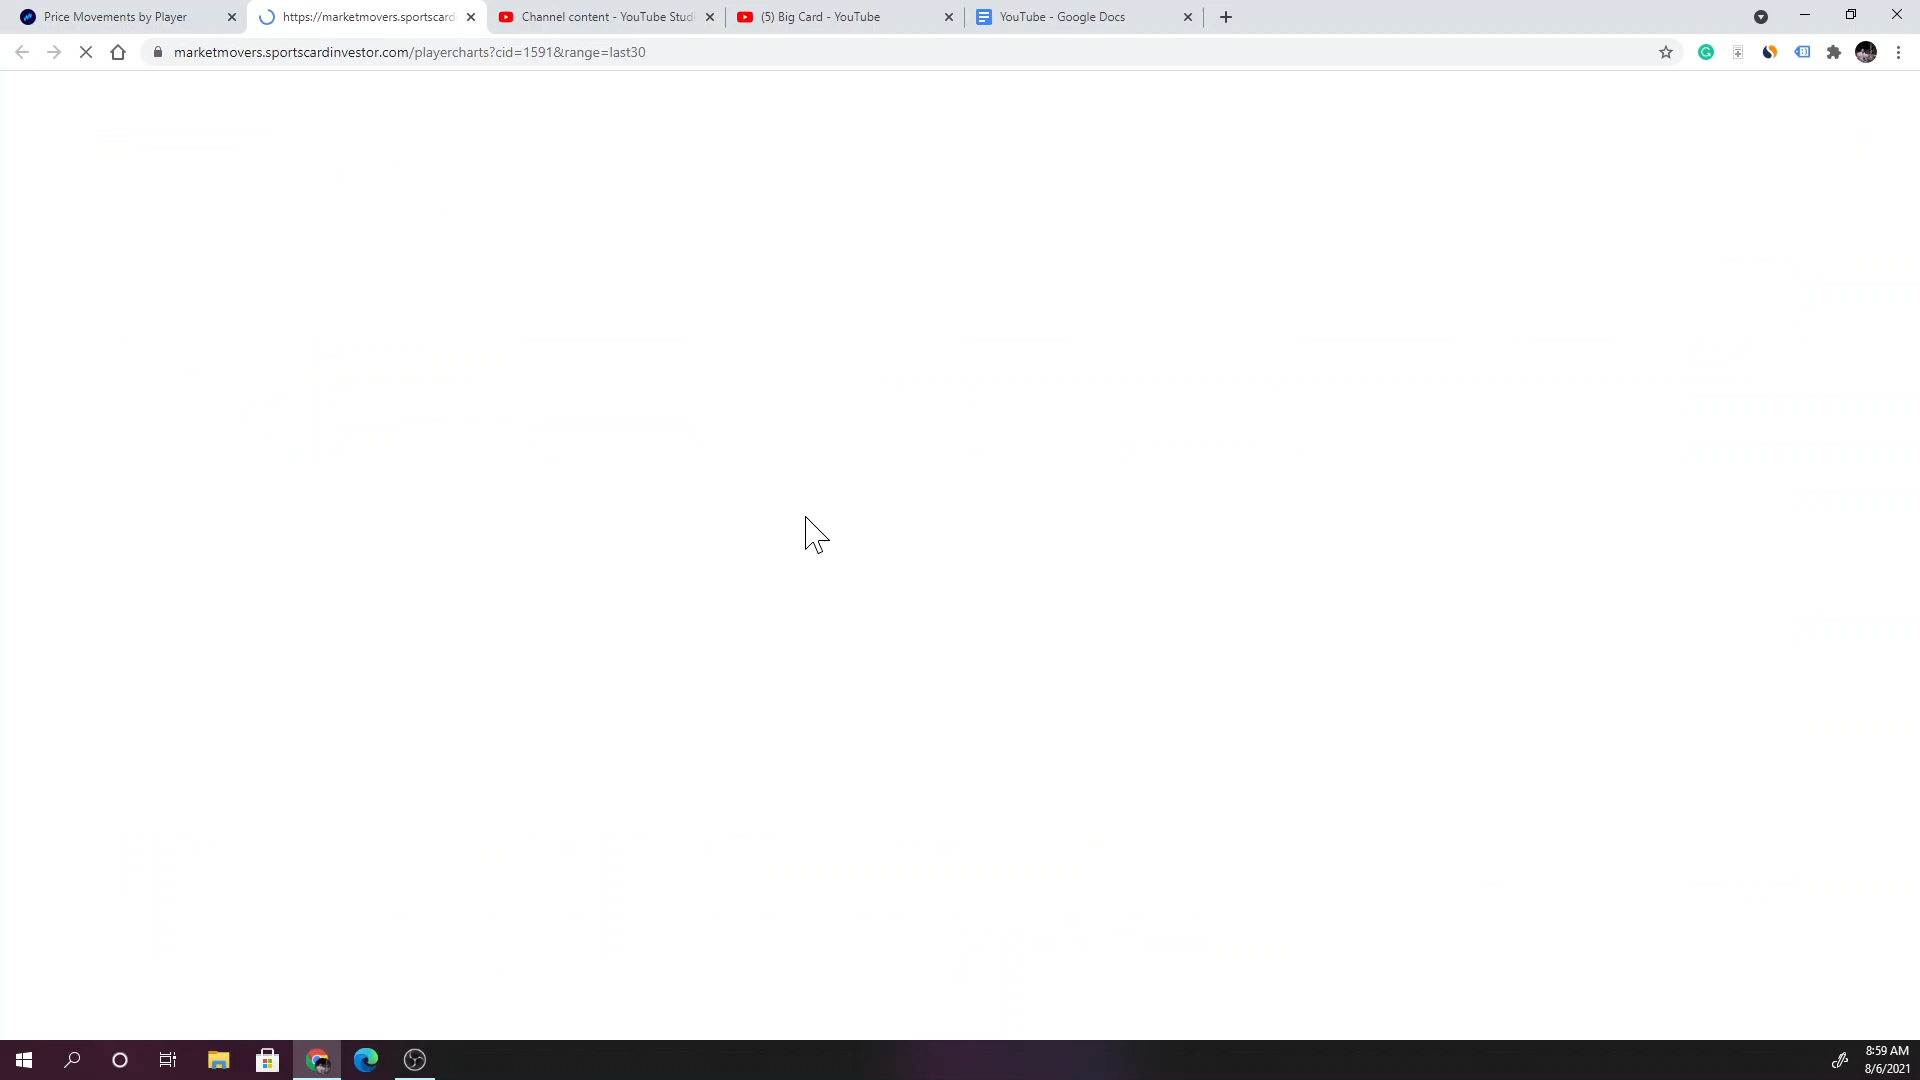 Price Movements by Player
https://marketmovers.sportscard
Channel content - YouTube Studi
(5) Big Card - YouTube
YouTube - Google Docs
marketmovers.sportscardinvestor.com/playercharts?cid=1591&range=last30
8:59 AM
8/6/2021